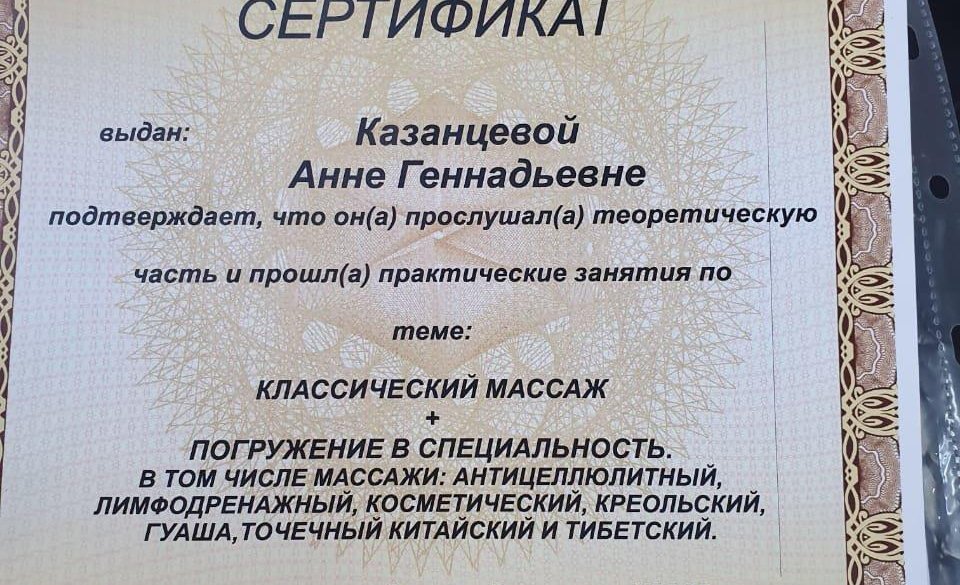 СЕРТИФИКАТ
выдан: Казанцевой
Анне Геннадьевне
подтверждает, что он(а) прослушал(а) теоретическую
часть и прошл(а) практические занятия по
теме:
КЛАССИЧЕСКИЙ МАССАЖ
+
ПОГРУЖЕНИЕ В СПЕЦИАЛЬНОСТЬ.
В ТОМ ЧИСЛЕ МАССАЖИ: АНТИЦЕЛЛЮЛИТНЫЙ,
ЛИМФОДРЕНАЖНЫЙ, КОСМЕТИЧЕСКИЙ, КРЕОЛЬСКИЙ,
ГУАША,ТОЧЕЧНЫЙ КИТАЙСКИЙ И ТИБЕТСКИЙ.